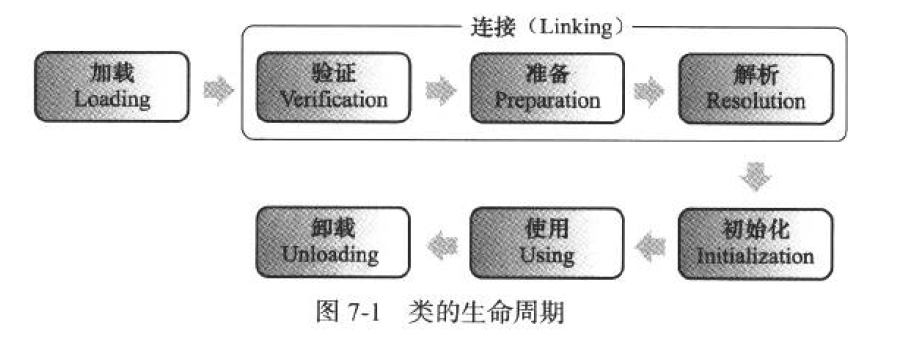 连接（Linking）
加载
Loading
验证
Verification
准备
Preparation
解析
Resolution
初始化
Initialization
使用
Using
卸载
Unloading
图 7-1 类的生命周期